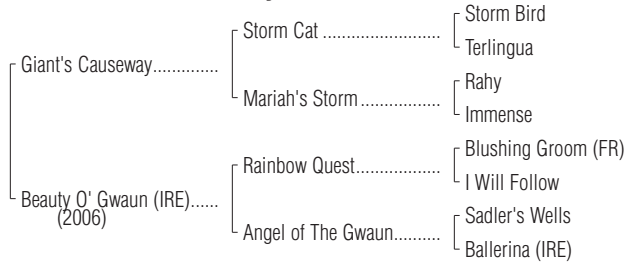 Storm Bird
Storm Cat ........................
Terlingua
Giant's Causeway..............
Rahy
Mariah's Storm.................
Immense
Blushing Groom (FR)
Rainbow Quest..................
I Will Follow
Beauty O' Gwaun (IRE)......
(2006)
Sadler's Wells
Angel of The Gwaun..........
Ballerina (IRE)